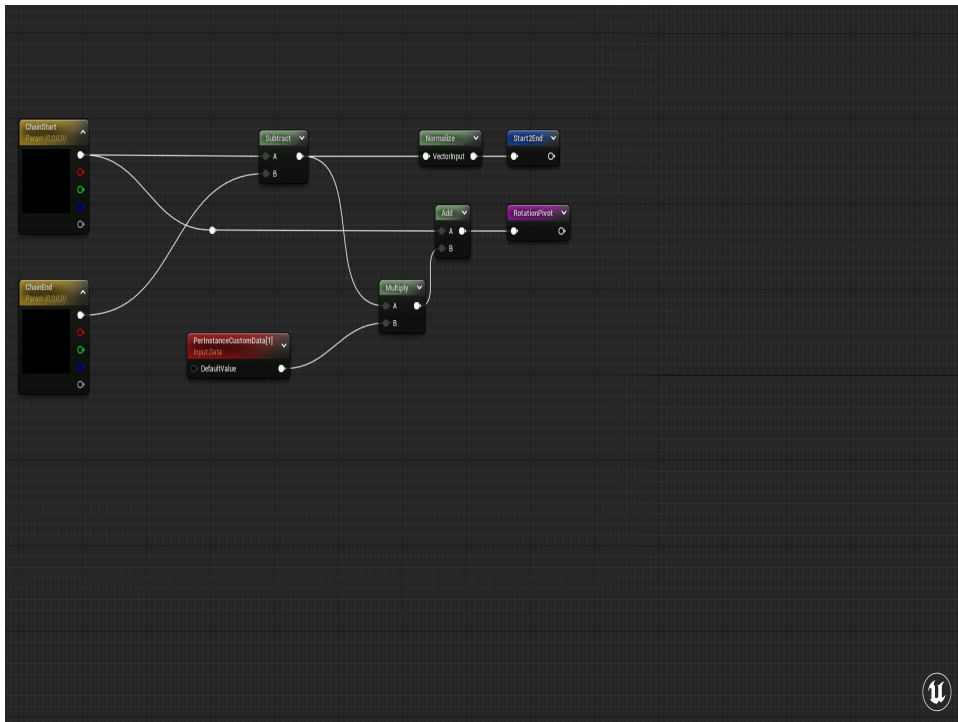 ChainStart
Param (0,0,0,0)
Subtract
A
B
Normalize
VectorInput
Start2End
Add
A
B
RotationPivot
ChainEnd
Param (0,0,0,0)
Multiply
A
B
PerInstanceCustomData[1]
Input Data
DefaultValue